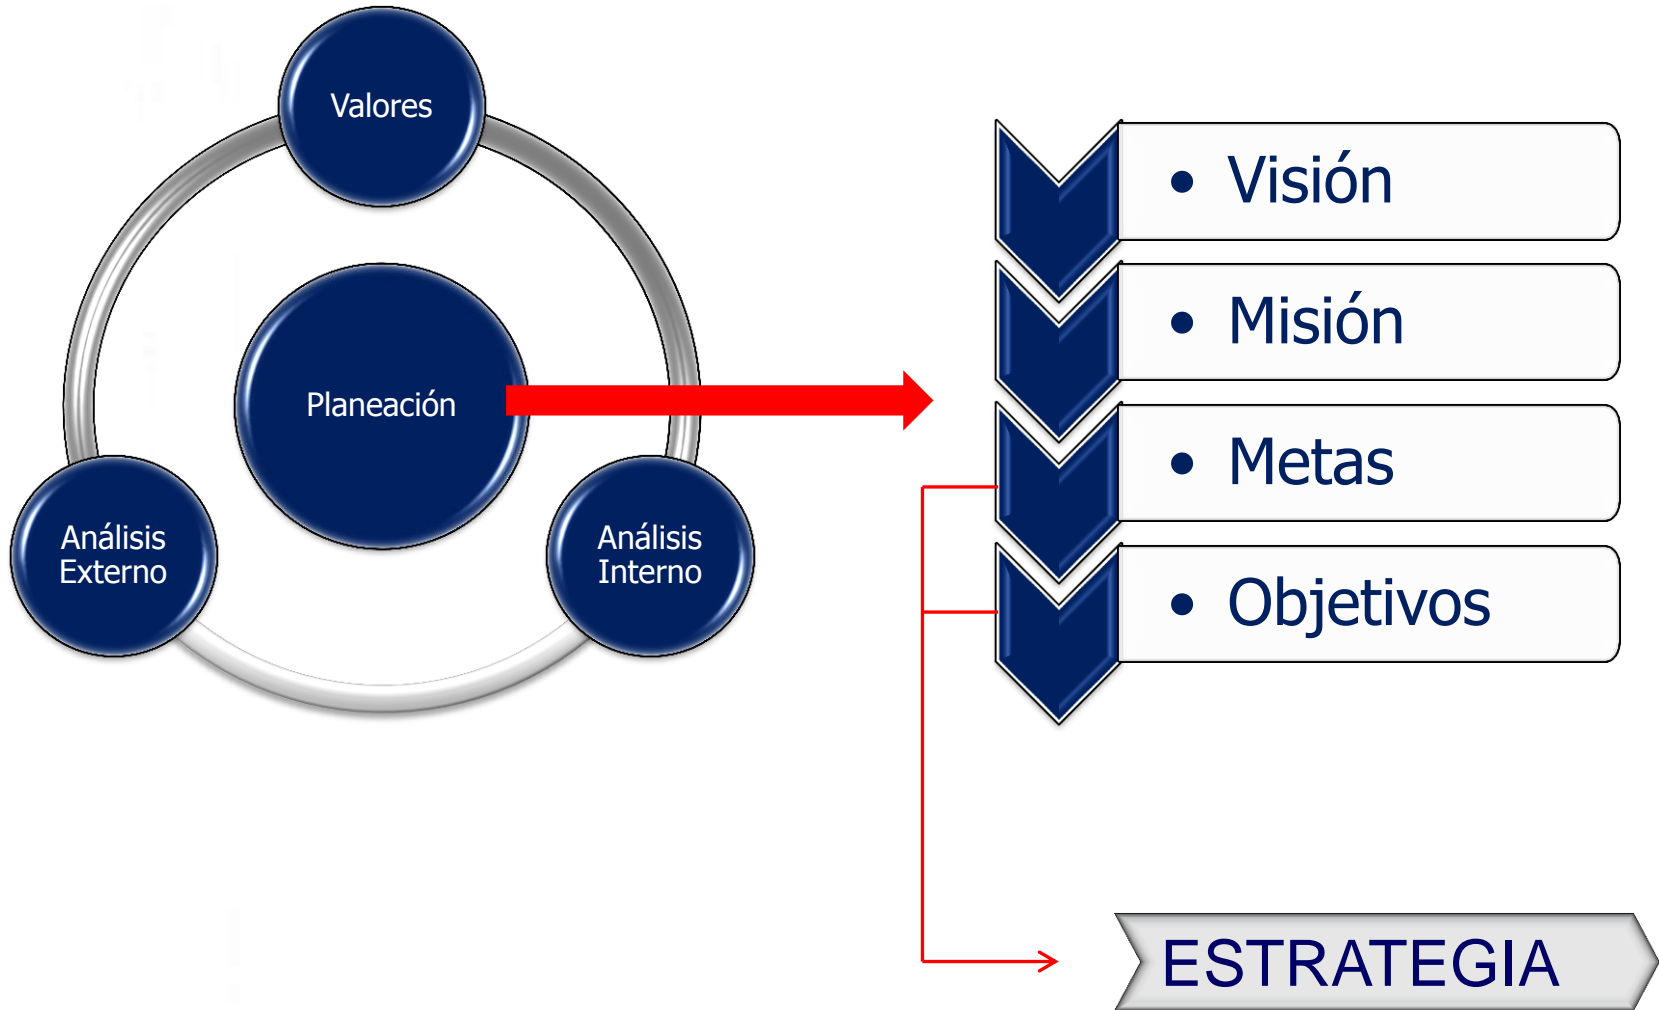 Valores
Planeación
Análisis
Externo
Análisis
Interno
• Visión
• Misión
• Metas
• Objetivos
ESTRATEGIA